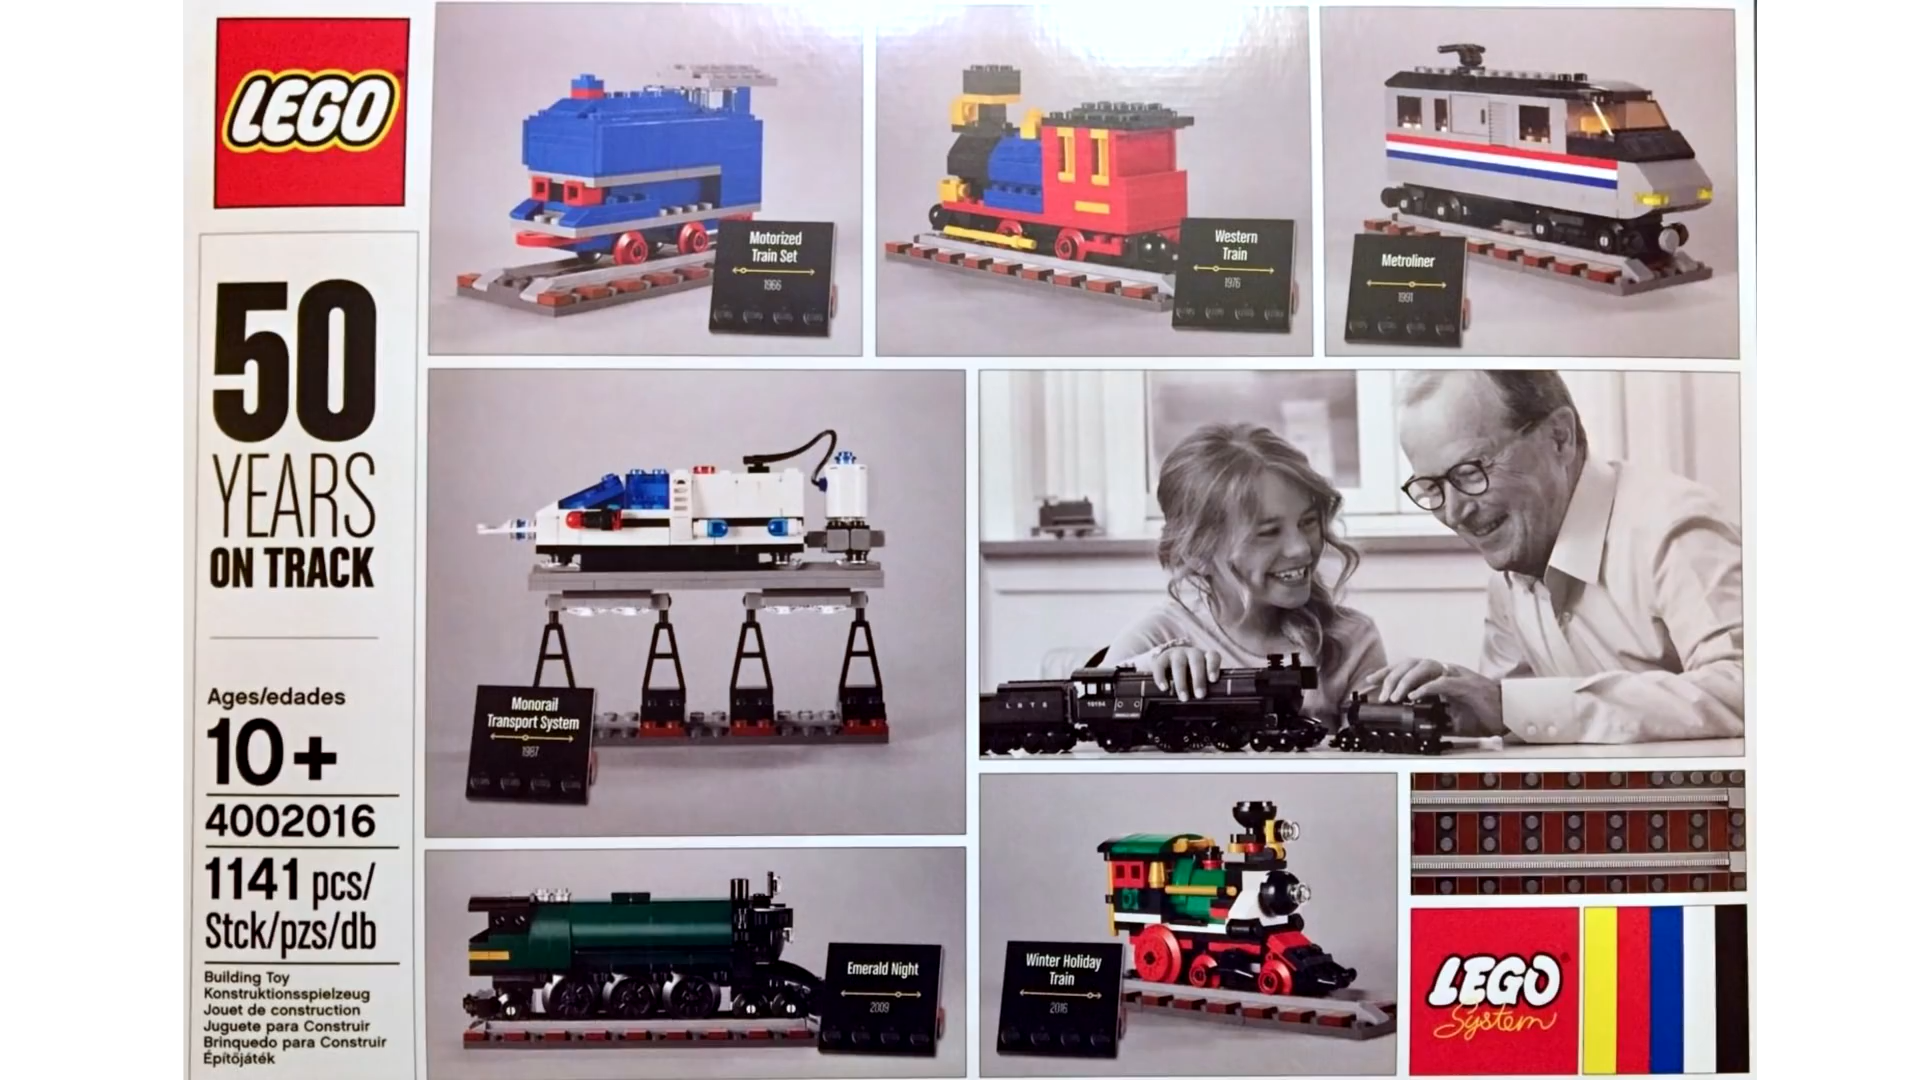 LEGO
50
YEARS
ON TRACK
Ages/edades
10+
4002016
1141 pcs/
Stck/pzs/db
Building Toy
Konstruktionsspielzeug
Jouet de construction
Juguete para Construir
Brinquedo para Construir
Építőjáték
Motorized
Train Set
1966
Western
Train
1976
Metroliner
1991
Monorail
Transport System
1987
10194
Emerald Night
2009
Winter Holiday
Train
2016
LEGO
System